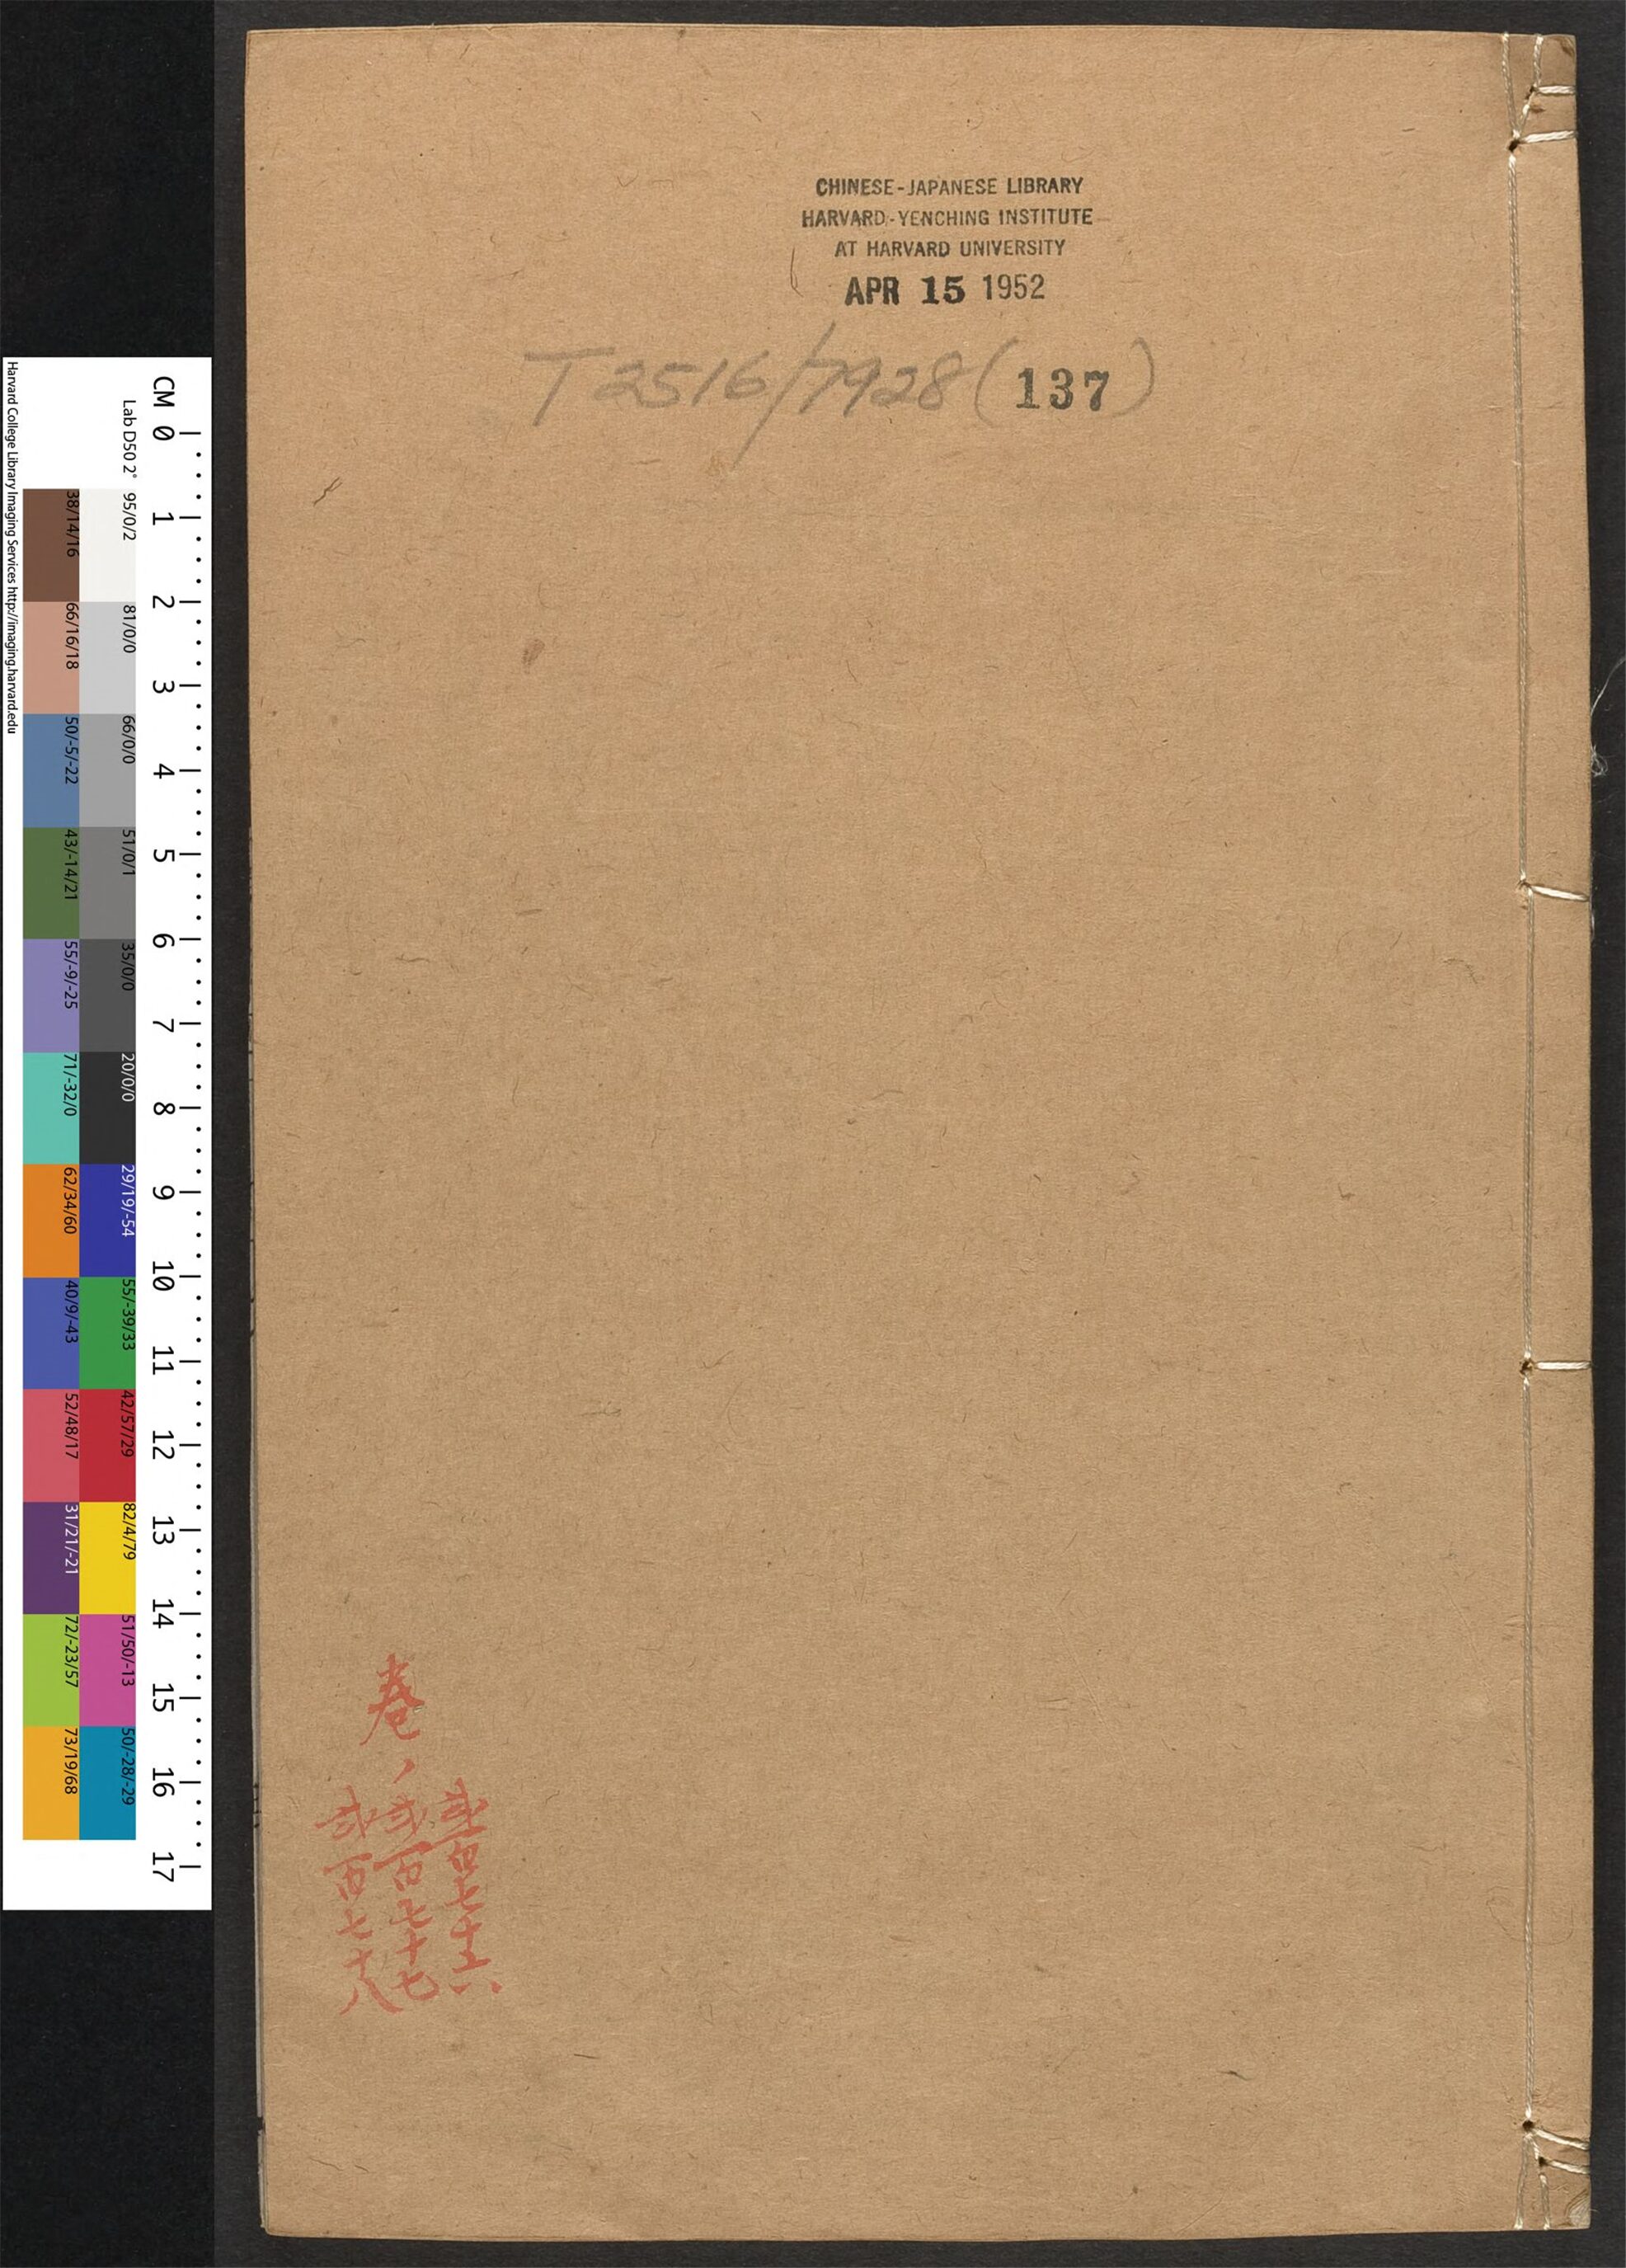 CHINESE-JAPANESE LIBRARY
HARVARD-YENCHING INSTITUTE
AT HARVARD UNIVERSITY
APR 15 1952
T 2516/7928 (137)
卷、
貳百七十六
貳百七十七
貳百七十八
CM 0 1 2 3 4 5 6 7 8 9 10 11 12 13 14 15 16 17
Lab D50 2° 95/0/2 81/0/0 66/0/0 51/0/1 35/0/0 20/0/0 29/19/-54 55/-39/33 42/57/29 82/4/79 51/50/-13 50/-28/-29
38/14/16 66/16/18 50/-5/-22 43/-14/21 55/-9/-25 71/-32/0 62/34/60 40/9/-43 52/48/17 31/21/-21 72/-23/57 73/19/68
Harvard College Library Imaging Services http://imaging.harvard.edu